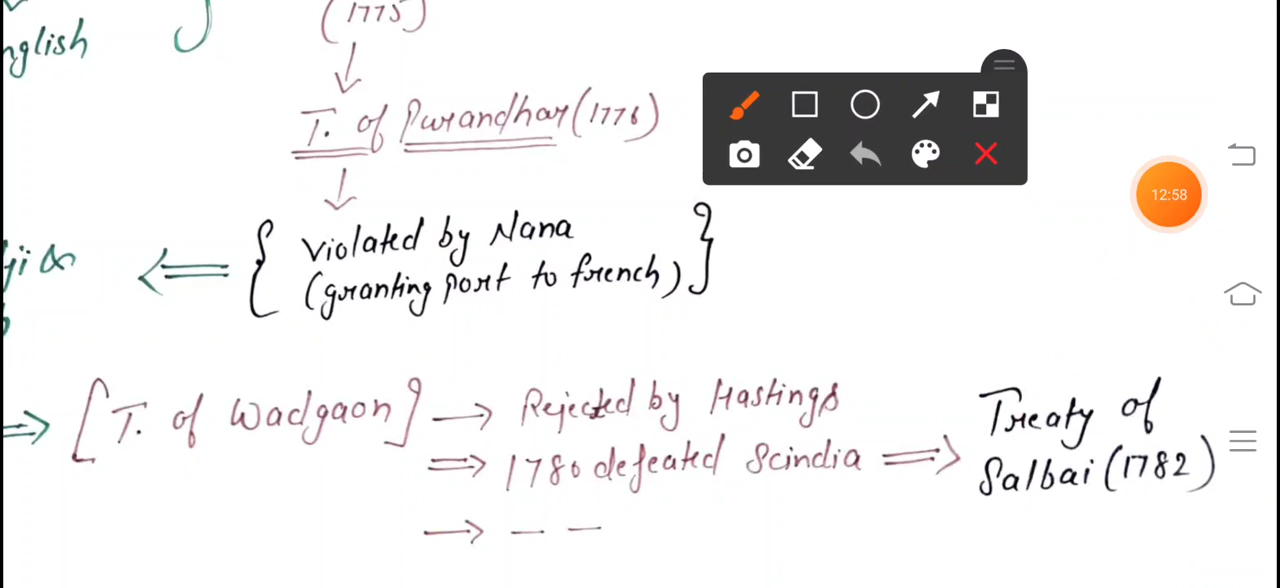 (1775)
nglish
T. of Purandhar (1776)
12:58
violated by Nana
(granting port to french)
[T. of Wadgaon] → Rejected by Hastings
⇒ 1780 defeated Scindia ⇒ Treaty of
Salbai (1782)
→ – –